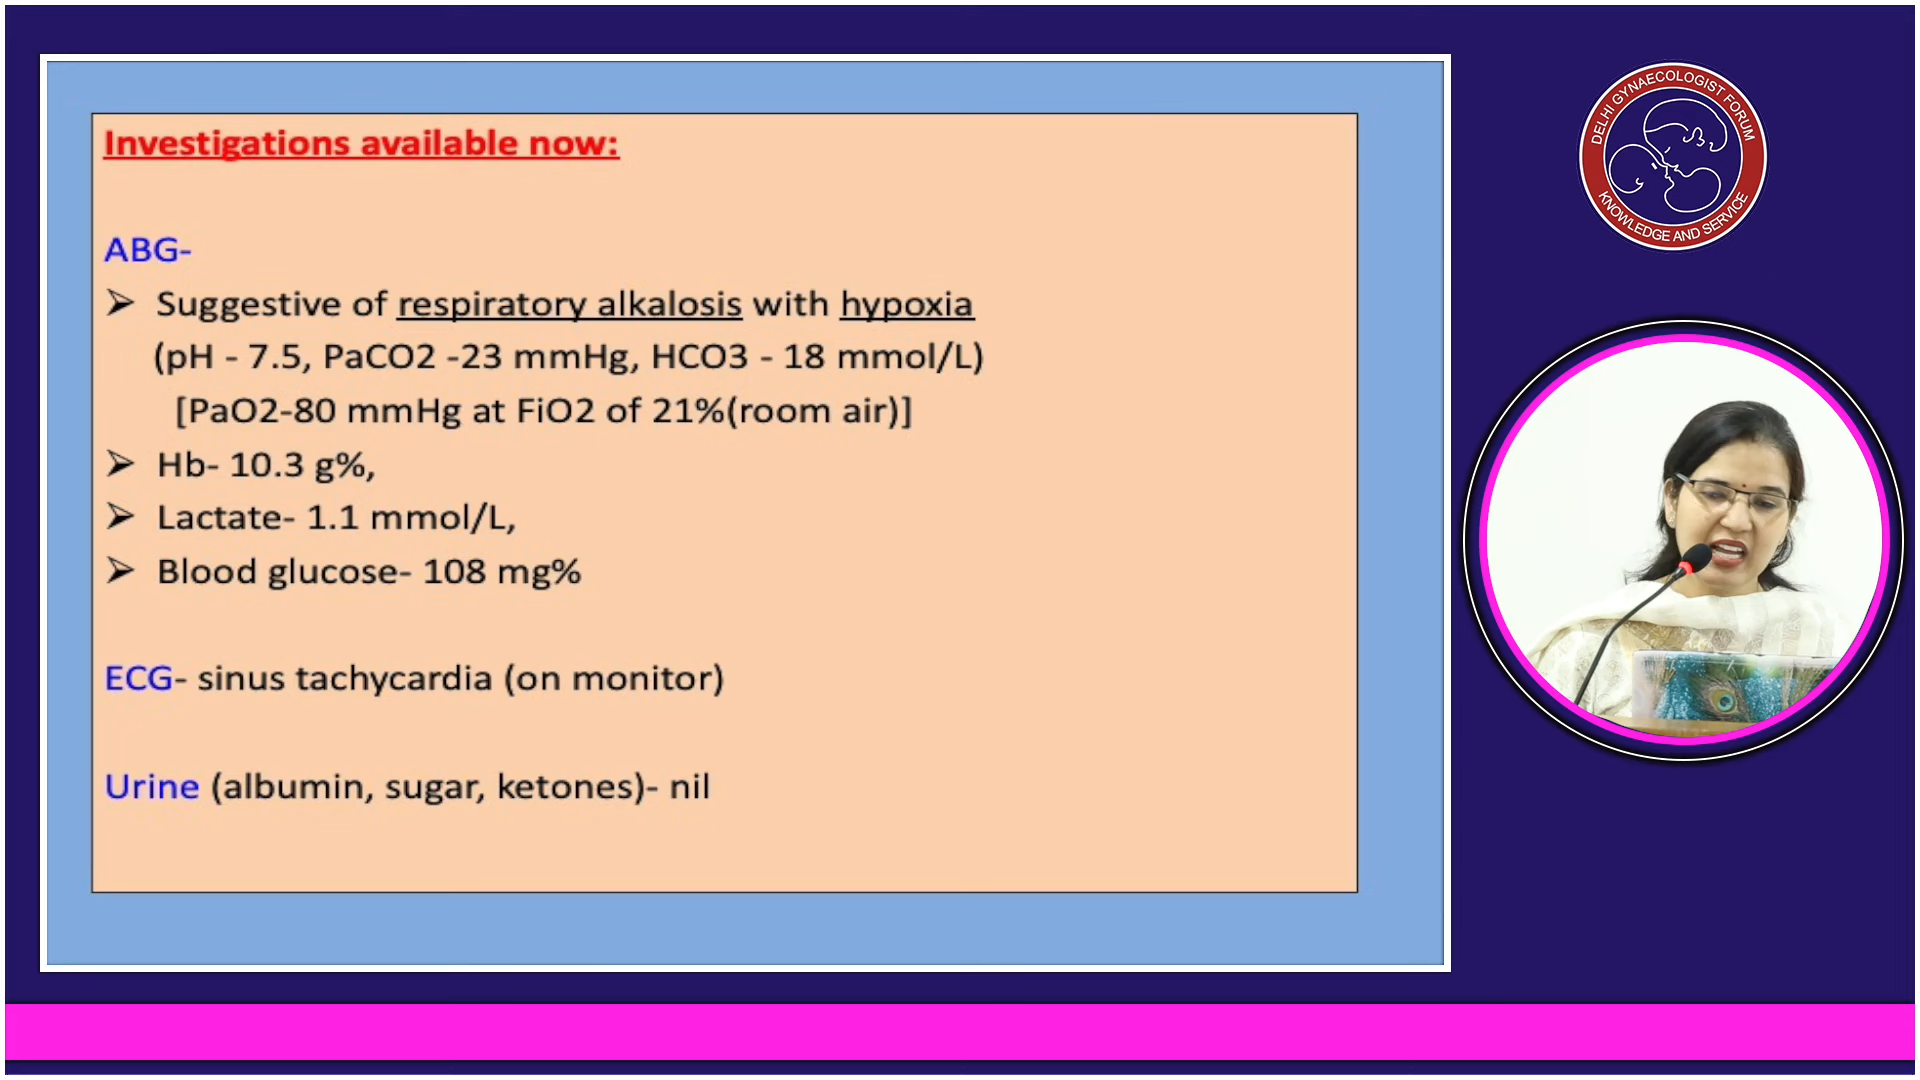 Investigations available now:
ABG-
➢ Suggestive of respiratory alkalosis with hypoxia
(pH - 7.5, PaCO2 -23 mmHg, HCO3 - 18 mmol/L)
[PaO2-80 mmHg at FiO2 of 21%(room air)]
➢ Hb- 10.3 g%,
➢ Lactate- 1.1 mmol/L,
➢ Blood glucose- 108 mg%
ECG- sinus tachycardia (on monitor)
Urine (albumin, sugar, ketones)- nil
DELHI GYNAECOLOGIST FORUM
KNOWLEDGE AND SERVICE